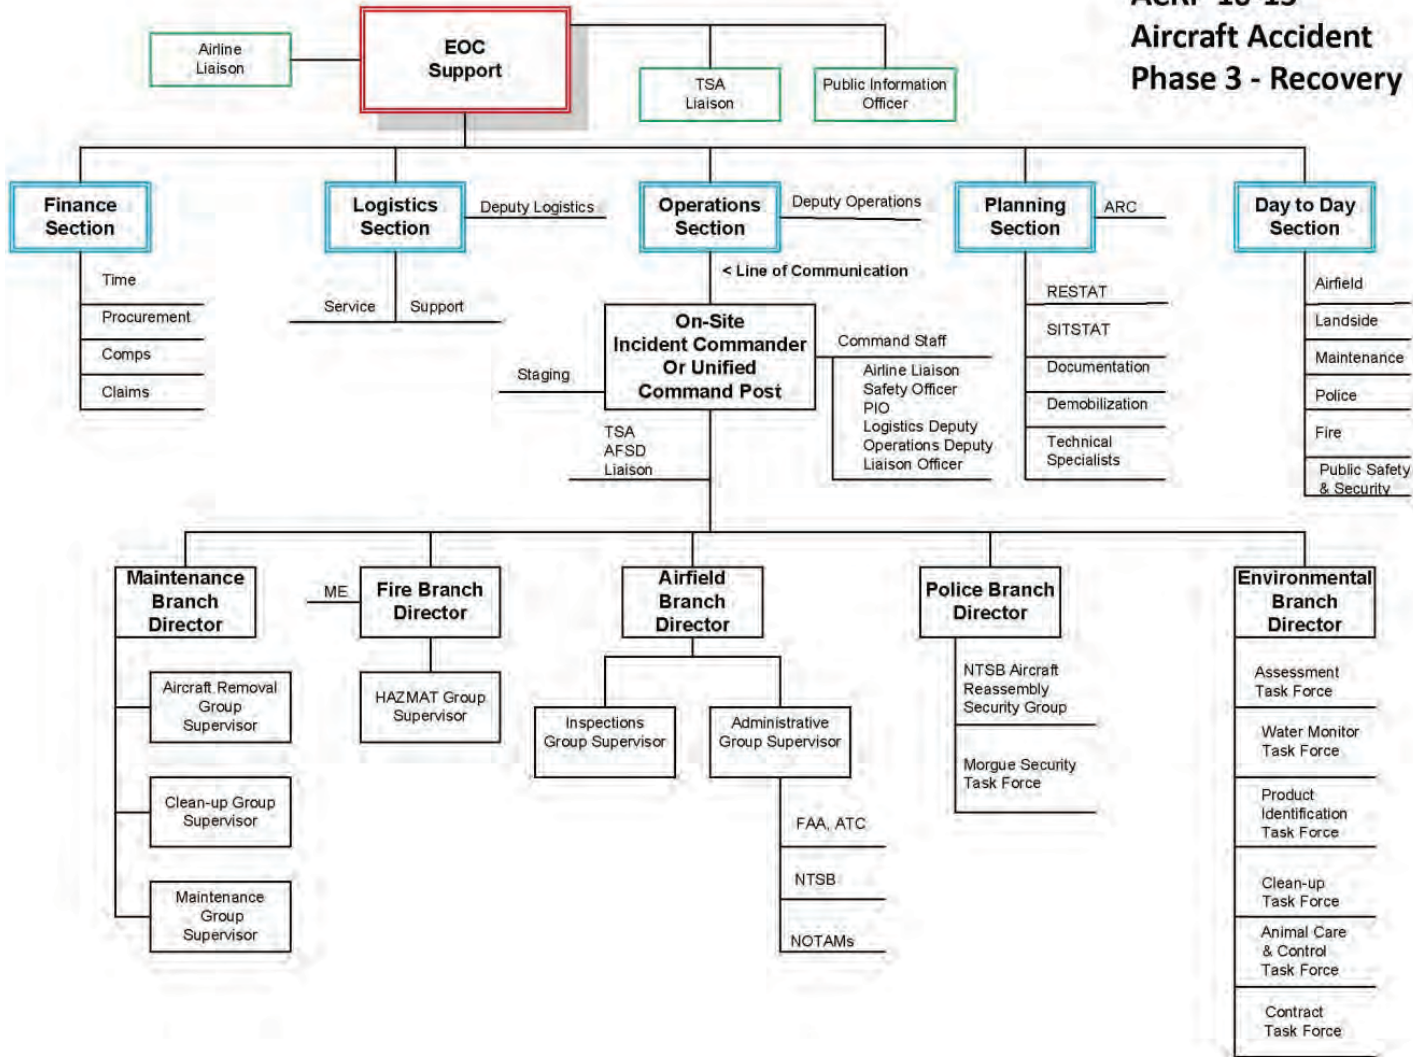 Aircraft Accident
Phase 3 - Recovery
Airline
Liaison
EOC
Support
TSA
Liaison
Public Information
Officer
Finance
Section
Logistics
Section
Deputy Logistics
Operations
Section
Deputy Operations
Planning
Section
ARC
Day to Day
Section
Time
Procurement
Comps
Claims
Service
Support
< Line of Communication
On-Site
Incident Commander
Or Unified
Command Post
Staging
TSA
AFSD
Liaison
Command Staff
Airline Liaison
Safety Officer
PIO
Logistics Deputy
Operations Deputy
Liaison Officer
RESTAT
SITSTAT
Documentation
Demobilization
Technical
Specialists
Airfield
Landside
Maintenance
Police
Fire
Public Safety
& Security
Maintenance
Branch
Director
ME
Fire Branch
Director
Airfield
Branch
Director
Police Branch
Director
Environmental
Branch
Director
Aircraft Removal
Group
Supervisor
Clean-up Group
Supervisor
Maintenance
Group
Supervisor
HAZMAT Group
Supervisor
Inspections
Group Supervisor
Administrative
Group Supervisor
FAA, ATC
NTSB
NOTAMs
NTSB Aircraft
Reassembly
Security Group
Morgue Security
Task Force
Assessment
Task Force
Water Monitor
Task Force
Product
Identification
Task Force
Clean-up
Task Force
Animal Care
& Control
Task Force
Contract
Task Force